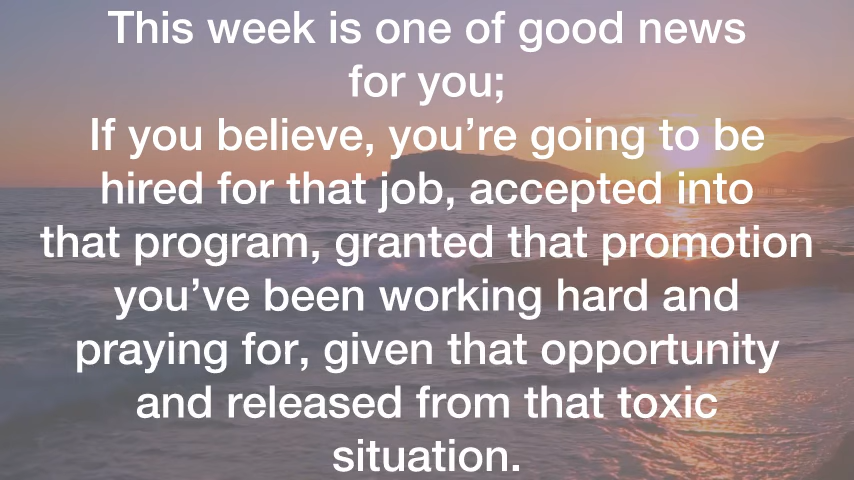 This week is one of good news
for you;
If you believe, you’re going to be
hired for that job, accepted into
that program, granted that promotion
you’ve been working hard and
praying for, given that opportunity
and released from that toxic
situation.